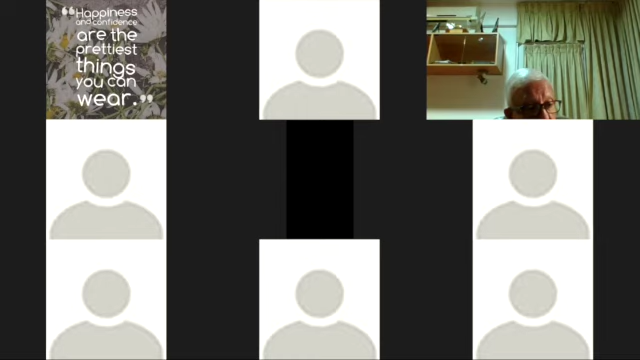 ❝Happiness
and confidence
are the
prettiest
things
you can
wear.❞